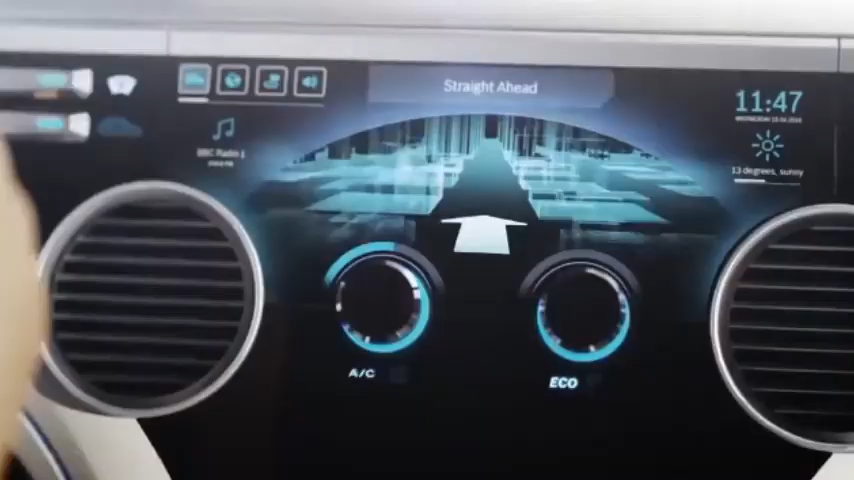 Straight Ahead
11:47
BBC Radio 1
13 degrees, sunny
A/C
ECO